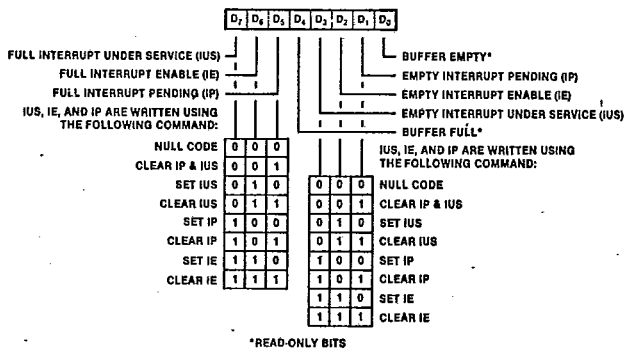 D7 D6 D5 D4 D3 D2 D1 D0
FULL INTERRUPT UNDER SERVICE (IUS)
FULL INTERRUPT ENABLE (IE)
FULL INTERRUPT PENDING (IP)
IUS, IE, AND IP ARE WRITTEN USING
THE FOLLOWING COMMAND:
NULL CODE 0 0 0
CLEAR IP & IUS 0 0 1
SET IUS 0 1 0
CLEAR IUS 0 1 1
SET IP 1 0 0
CLEAR IP 1 0 1
SET IE 1 1 0
CLEAR IE 1 1 1
BUFFER EMPTY*
EMPTY INTERRUPT PENDING (IP)
EMPTY INTERRUPT ENABLE (IE)
EMPTY INTERRUPT UNDER SERVICE (IUS)
BUFFER FULL*
IUS, IE, AND IP ARE WRITTEN USING
THE FOLLOWING COMMAND:
0 0 0 NULL CODE
0 0 1 CLEAR IP & IUS
0 1 0 SET IUS
0 1 1 CLEAR IUS
1 0 0 SET IP
1 0 1 CLEAR IP
1 1 0 SET IE
1 1 1 CLEAR IE
*READ-ONLY BITS